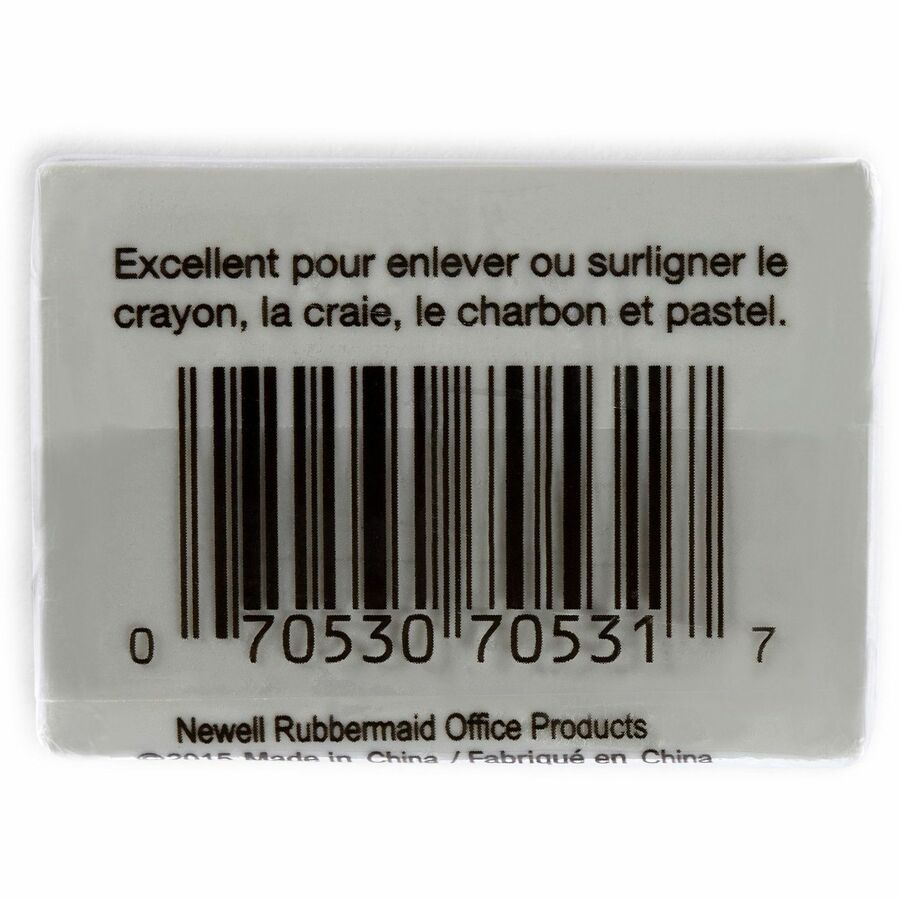 Excellent pour enlever ou surligner le
crayon, la craie, le charbon et pastel.
0 70530 70531 7
Newell Rubbermaid Office Products
©2015 Made in China / Fabriqué en China